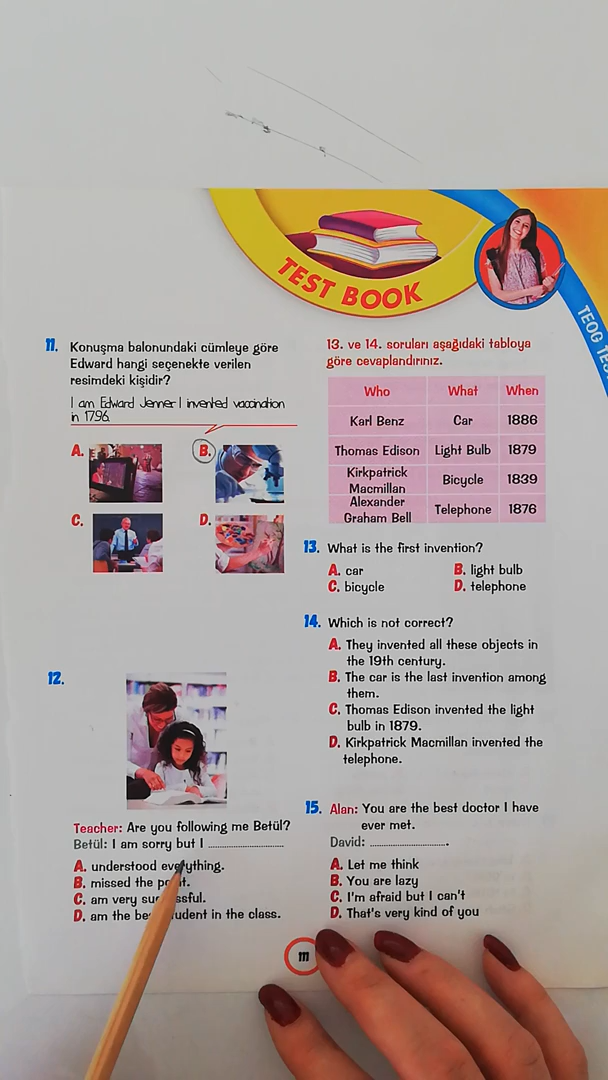 TEST BOOK
11. Konuşma balonundaki cümleye göre
Edward hangi seçenekte verilen
resimdeki kişidir?
I am Edward Jenner I invented vaccination
in 1796.
A.
B.
C.
D.
12.
Teacher: Are you following me Betül?
Betül: I am sorry but I ....................
A. understood everything.
B. missed the po t.
C. am very su ssful.
D. am the be udent in the class.
13. ve 14. soruları aşağıdaki tabloya
göre cevaplandırınız.
Who What When
Karl Benz Car 1886
Thomas Edison Light Bulb 1879
Kirkpatrick
Macmillan Bicycle 1839
Alexander
Graham Bell Telephone 1876
13. What is the first invention?
A. car B. light bulb
C. bicycle D. telephone
14. Which is not correct?
A. They invented all these objects in
the 19th century.
B. The car is the last invention among
them.
C. Thomas Edison invented the light
bulb in 1879.
D. Kirkpatrick Macmillan invented the
telephone.
15. Alan: You are the best doctor I have
ever met.
David: ....................
A. Let me think
B. You are lazy
C. I'm afraid but I can't
D. That's very kind of you
TEOG